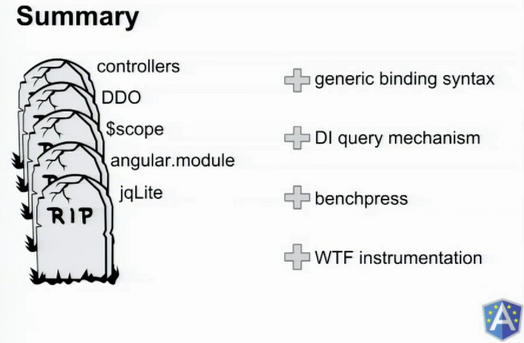 Summary
controllers
DDO
$scope
angular.module
jqLite
RIP
generic binding syntax
DI query mechanism
benchpress
WTF instrumentation
A